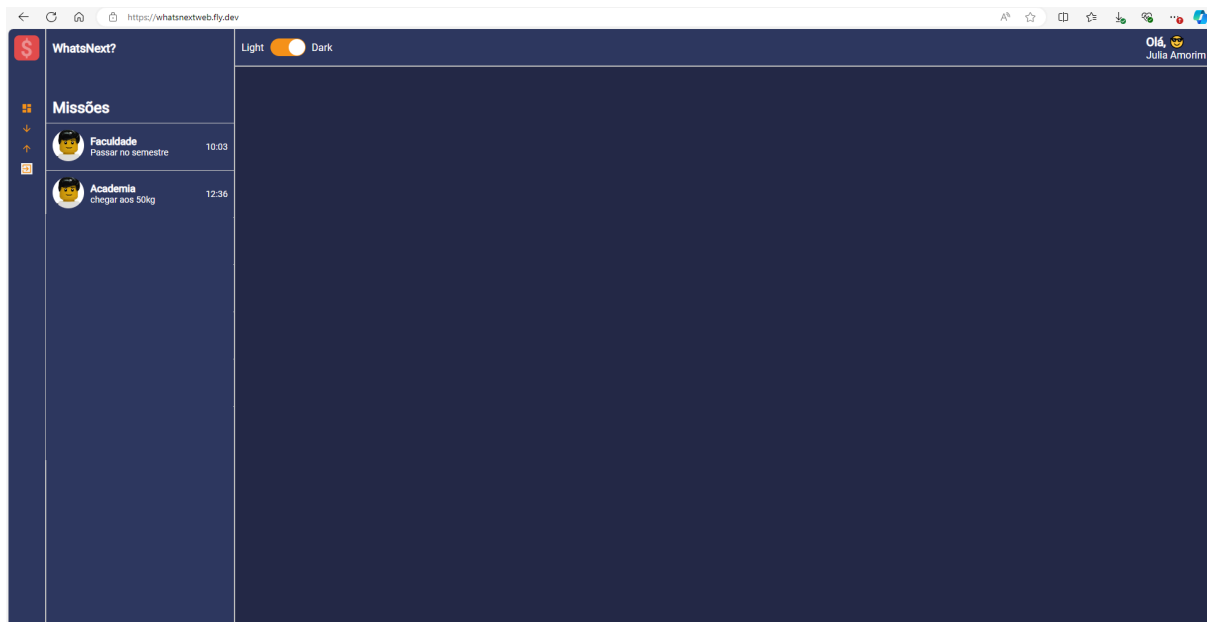 https://whatsnextweb.fly.dev
$
WhatsNext?
Light
Dark
Olá, 😎
Julia Amorim
Missões
Faculdade
Passar no semestre
10:03
Academia
chegar aos 50kg
12:36